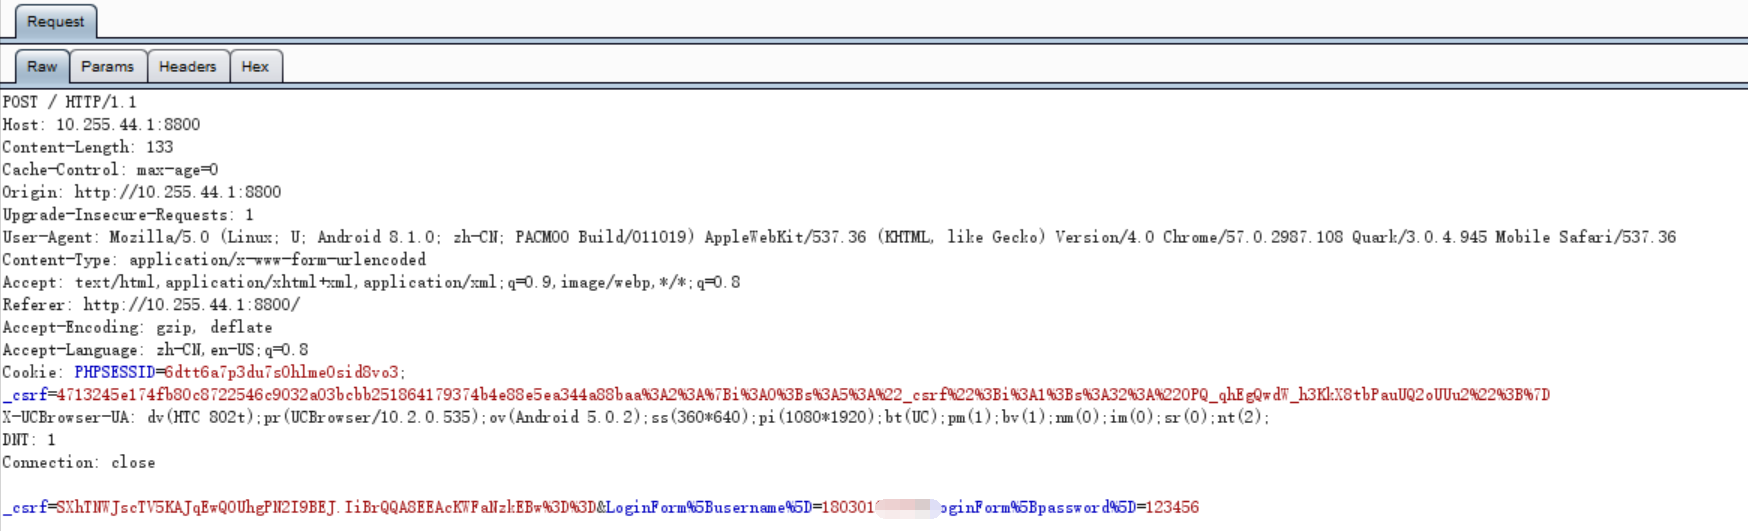 Request
Raw Params Headers Hex
POST / HTTP/1.1
Host: 10.255.44.1:8800
Content-Length: 133
Cache-Control: max-age=0
Origin: http://10.255.44.1:8800
Upgrade-Insecure-Requests: 1
User-Agent: Mozilla/5.0 (Linux; U; Android 8.1.0; zh-CN; PACM00 Build/O11019) AppleWebKit/537.36 (KHTML, like Gecko) Version/4.0 Chrome/57.0.2987.108 Quark/3.0.4.945 Mobile Safari/537.36
Content-Type: application/x-www-form-urlencoded
Accept: text/html,application/xhtml+xml,application/xml;q=0.9,image/webp,*/*;q=0.8
Referer: http://10.255.44.1:8800/
Accept-Encoding: gzip, deflate
Accept-Language: zh-CN,en-US;q=0.8
Cookie: PHPSESSID=6dtt6a7p3du7s0hlme0sid8vo3;
_csrf=4713245e174fb80c8722546c9032a03bcbb251864179374b4e88e5ea344a88baa%3A2%3A%7Bi%3A0%3Bs%3A5%3A%22_csrf%22%3Bi%3A1%3Bs%3A32%3A%220PQ_qhEgQwdW_h3KkX8tbPauUQ2oUUu2%22%3B%7D
X-UCBrowser-UA: dv(HTC 802t);pr(UCBrowser/10.2.0.535);ov(Android 5.0.2);ss(360*640);pi(1080*1920);bt(UC);pm(1);bv(1);nm(0);im(0);sr(0);nt(2);
DNT: 1
Connection: close
_csrf=SXhTNWJscTV5KAJqEwQ0UhgPN2I9BEJ.IiBrQQA8EEAcKWFaNzkEBw%3D%3D&LoginForm%5Busername%5D=180301 oginForm%5Bpassword%5D=123456